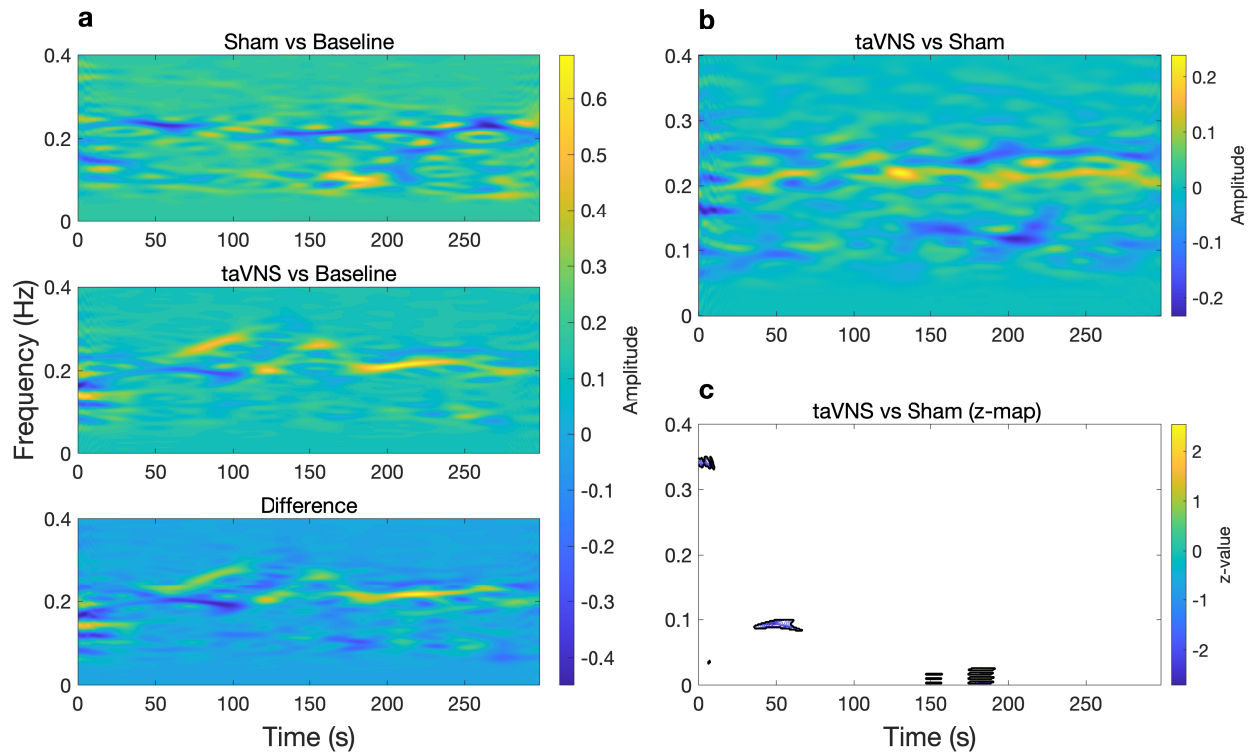 a
Sham vs Baseline
0.4
0.2
0
0 50 100 150 200 250
taVNS vs Baseline
0.4
0.2
0
0 50 100 150 200 250
Difference
0.4
0.2
0
0 50 100 150 200 250
Frequency (Hz)
Time (s)
0.6
0.5
0.4
0.3
0.2
0.1
0
-0.1
-0.2
-0.3
-0.4
Amplitude
b
taVNS vs Sham
0.4
0.3
0.2
0.1
0
0 50 100 150 200 250
0.2
0.1
0
-0.1
-0.2
Amplitude
c
taVNS vs Sham (z-map)
0.4
0.3
0.2
0.1
0
0 50 100 150 200 250
Time (s)
2
1
0
-1
-2
z-value